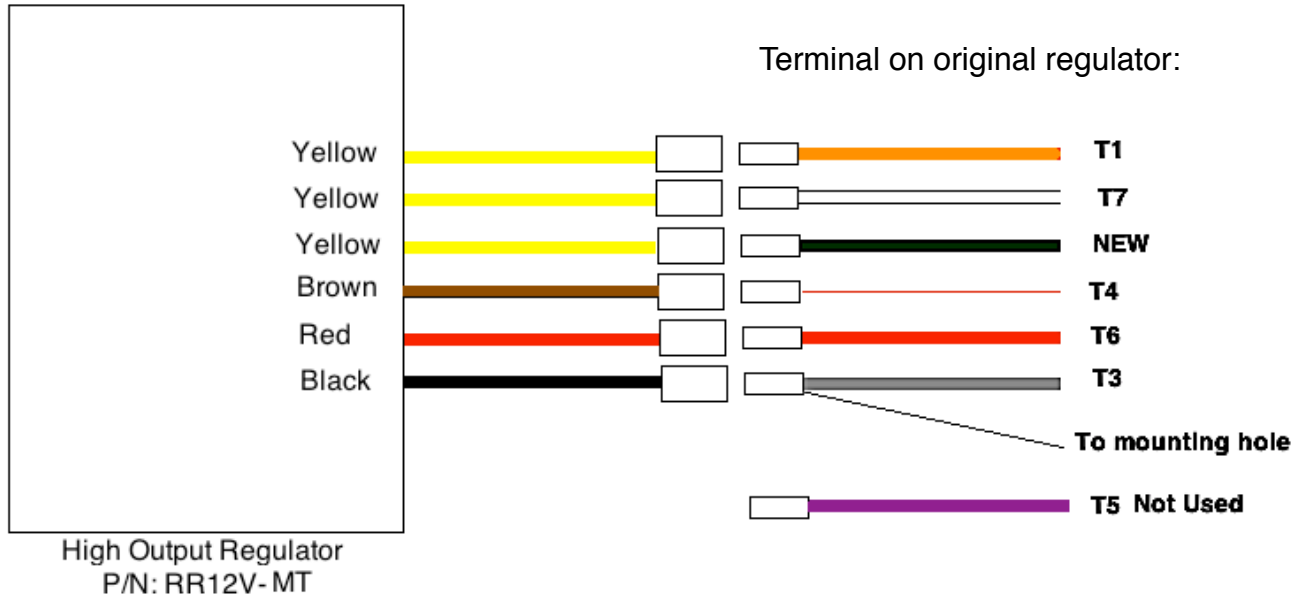 Terminal on original regulator:
Yellow T1
Yellow T7
Yellow NEW
Brown T4
Red T6
Black T3
To mounting hole
T5 Not Used
High Output Regulator
P/N: RR12V- MT